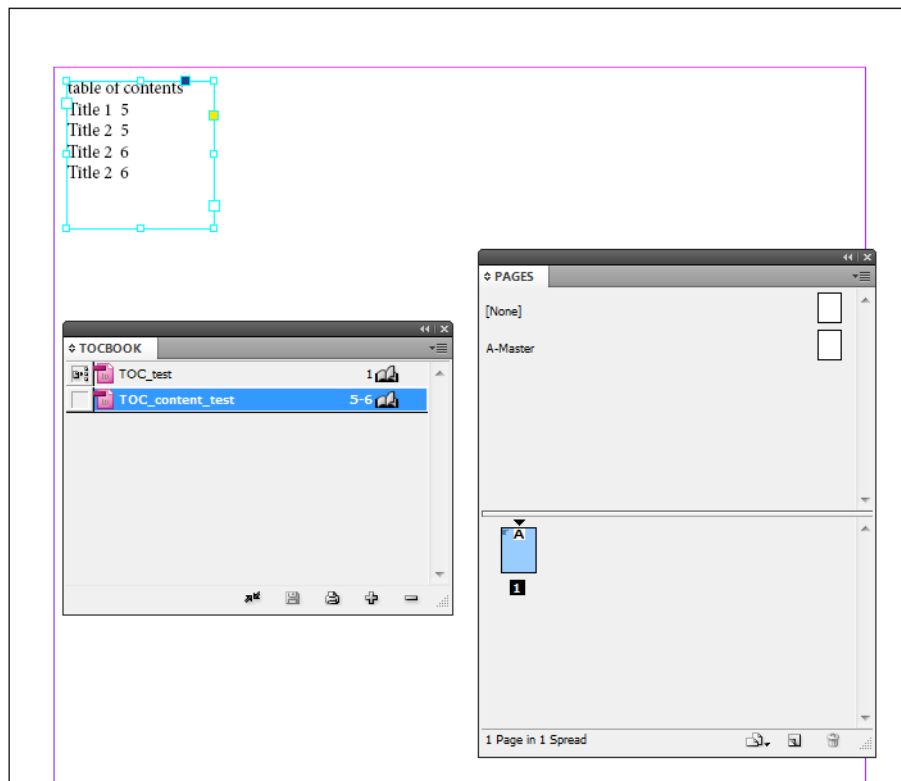 table of contents
Title 1 5
Title 2 5
Title 2 6
Title 2 6
PAGES
[None]
A-Master
TOCBOOK
TOC_test 1
TOC_content_test 5-6
A
1
1 Page in 1 Spread